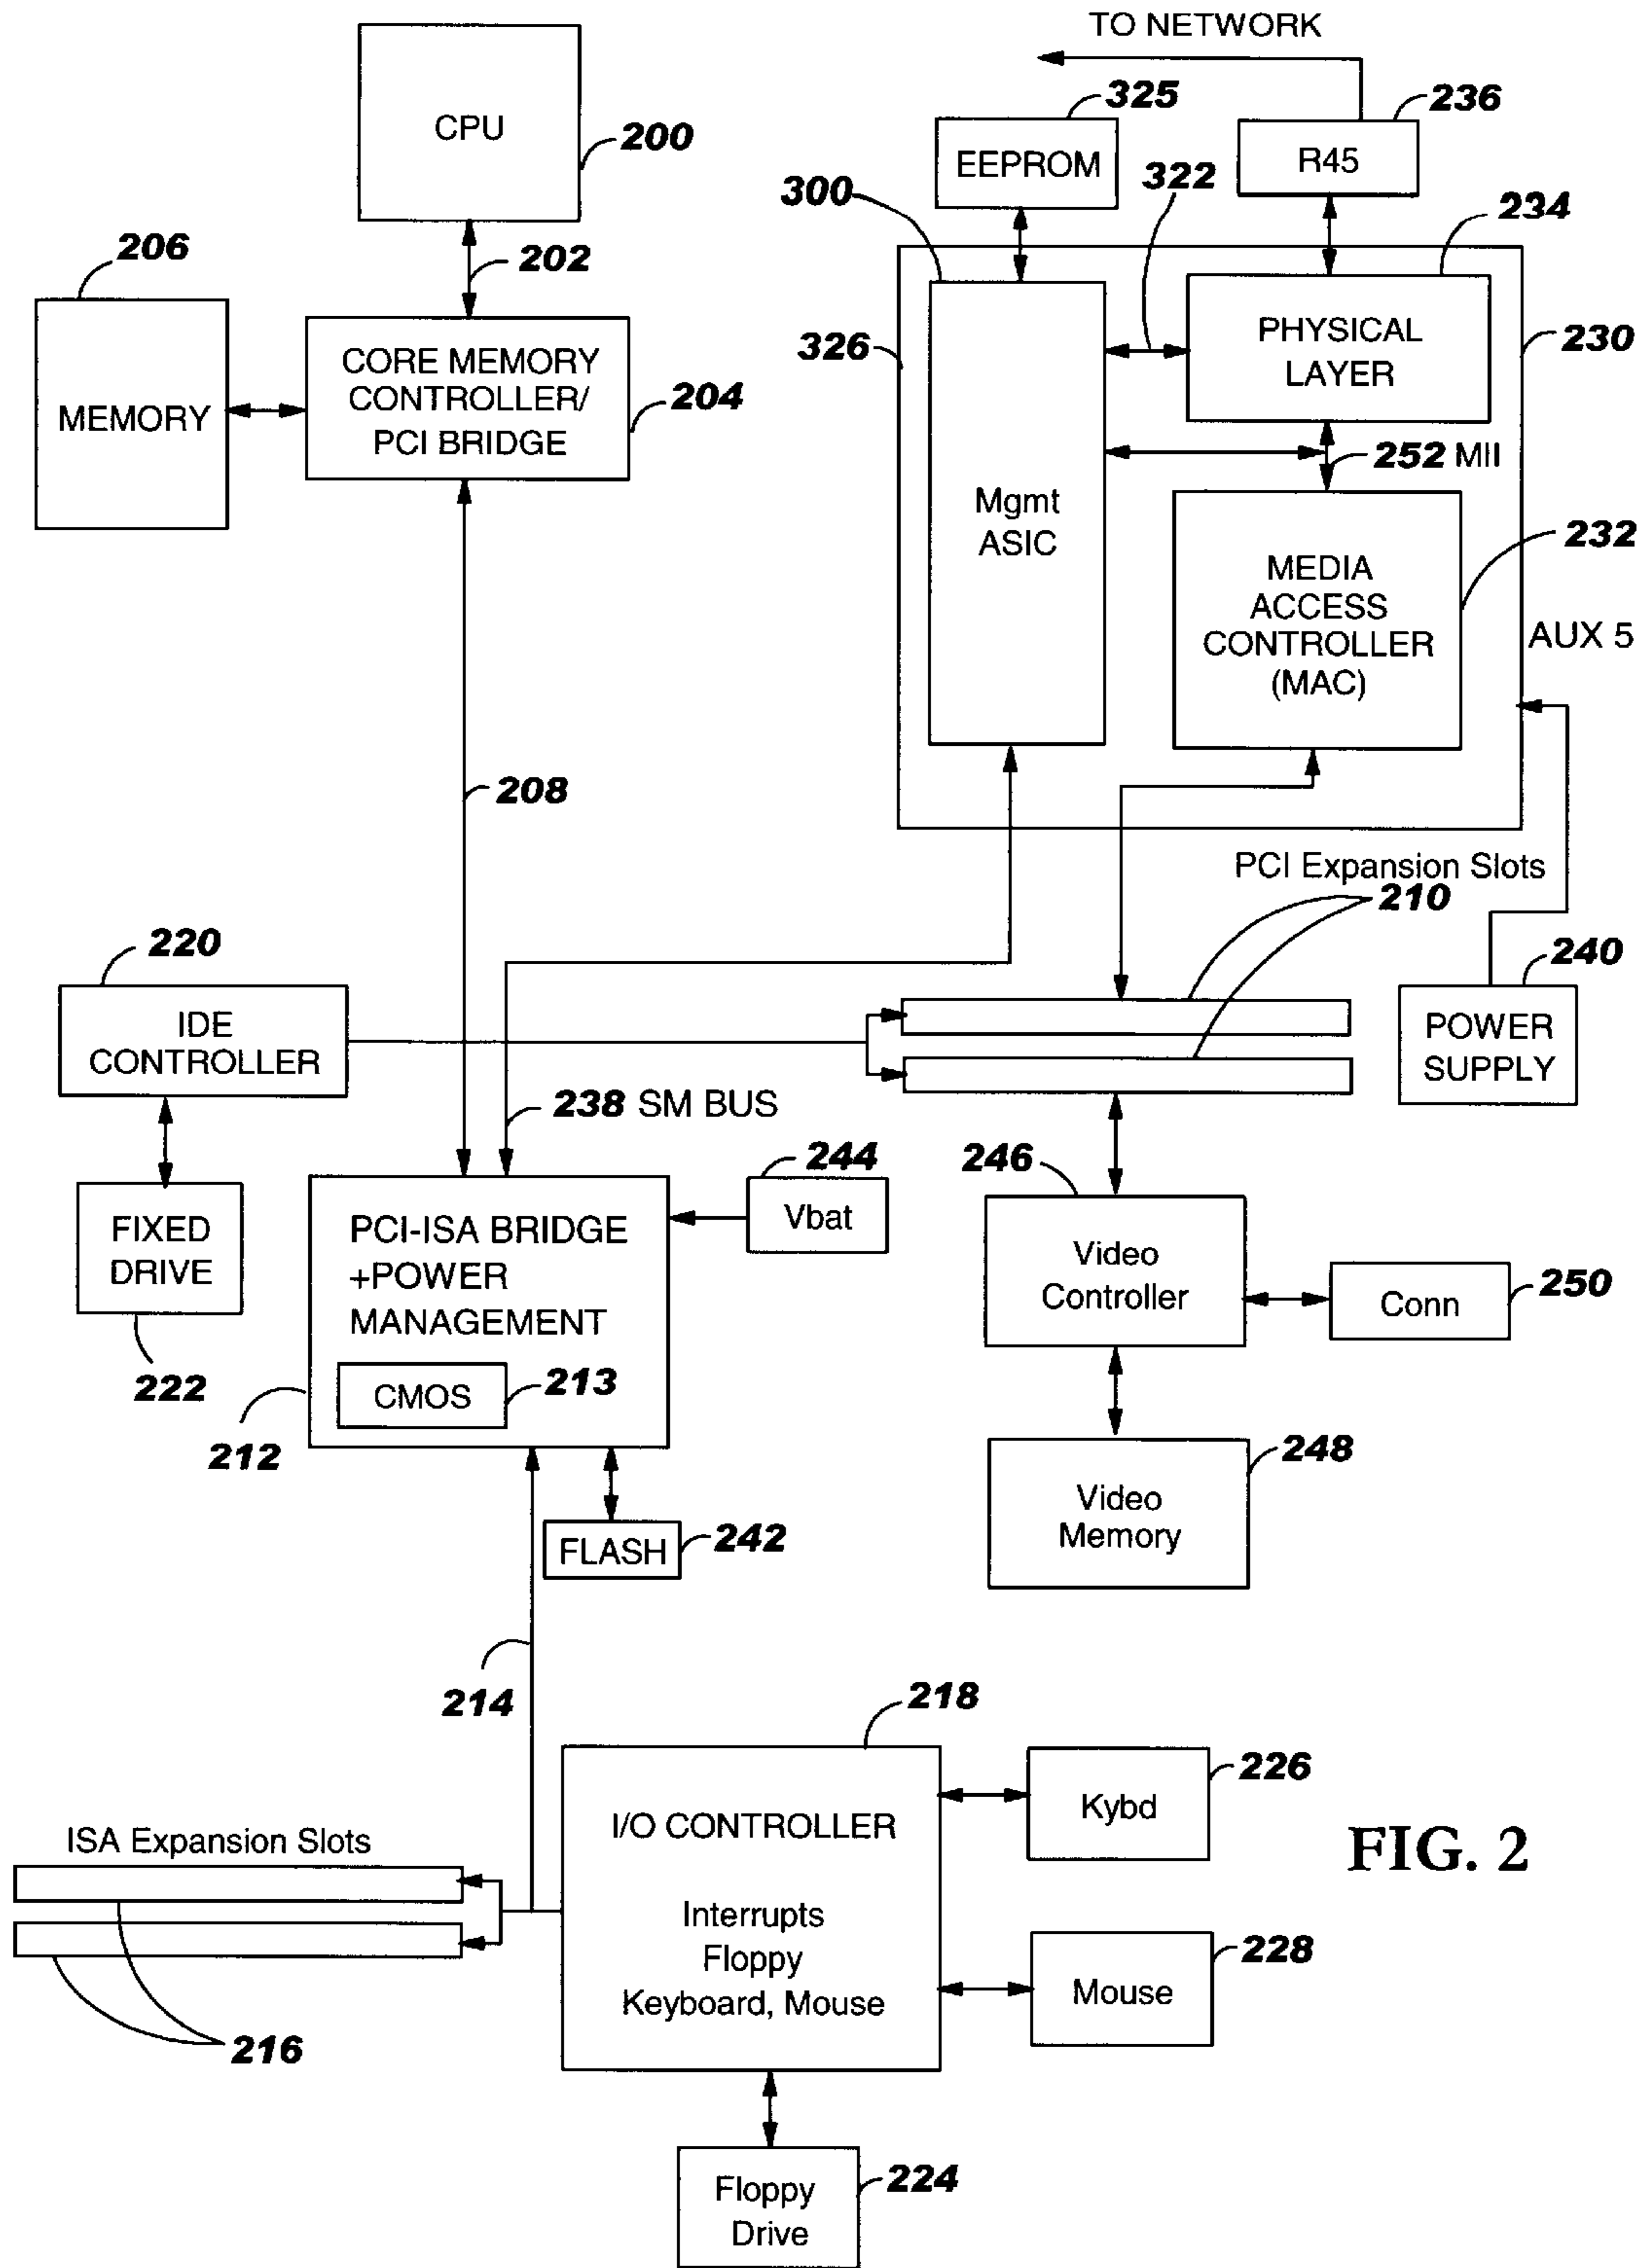 TO NETWORK
CPU
200
325
EEPROM
236
R45
300
322
234
206
202
MEMORY
CORE MEMORY
CONTROLLER/
PCI BRIDGE
204
326
PHYSICAL
LAYER
230
252 MII
Mgmt
ASIC
232
MEDIA
ACCESS
CONTROLLER
(MAC)
AUX 5
208
PCI Expansion Slots
210
220
IDE
CONTROLLER
240
POWER
SUPPLY
238 SM BUS
FIXED
DRIVE
222
244
Vbat
246
PCI-ISA BRIDGE
+POWER
MANAGEMENT
CMOS
213
212
Video
Controller
Conn
250
248
Video
Memory
FLASH
242
214
218
I/O CONTROLLER
Interrupts
Floppy
Keyboard, Mouse
226
Kybd
ISA Expansion Slots
216
228
Mouse
FIG. 2
224
Floppy
Drive